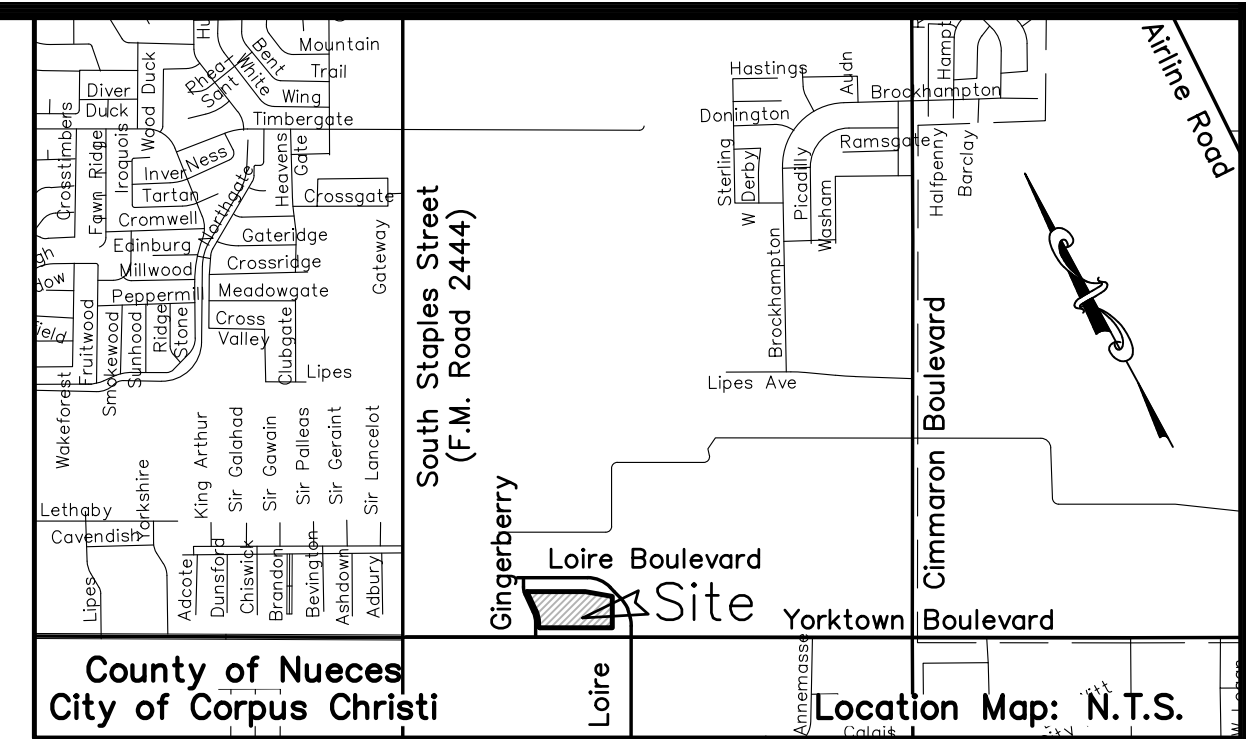 Mountain
Trail
Bent
White
Wing
Phea-
Sant
Diver
Duck
Wood Duck
Timbergate
Crosstimbers
Fawn Ridge
Iroquois
Inver Ness
Tartan
Cromwell
Northgate
Heavens
Gate
Crossgate
Edinburg
Gateridge
Millwood
Crossridge
Gateway
Peppermill
Meadowgate
Cross
Valley
Clubgate
Lipes
Fruitwood
Smokewood
Sunhood
Ridge
Stone
Wakeforest
Yorkshire
King Arthur
Sir Galahad
Sir Gawain
Sir Palleas
Sir Geraint
Sir Lancelot
Lethaby
Cavendish
Lipes
Adcote
Dunsford
Chiswick
Brandon
Bevington
Ashdown
Adbury
South Staples Street
(F.M. Road 2444)
Hastings
Audn
Brockhampton
Donington
Ramsgate
Sterling
W Derby
Picadilly
Washam
Brockhampton
Lipes Ave
Halfpenny
Barclay
Airline Road
Cimmaron Boulevard
Gingerberry
Loire Boulevard
Site
Yorktown Boulevard
Loire
Annemasse
Calais
County of Nueces
City of Corpus Christi
Location Map: N.T.S.